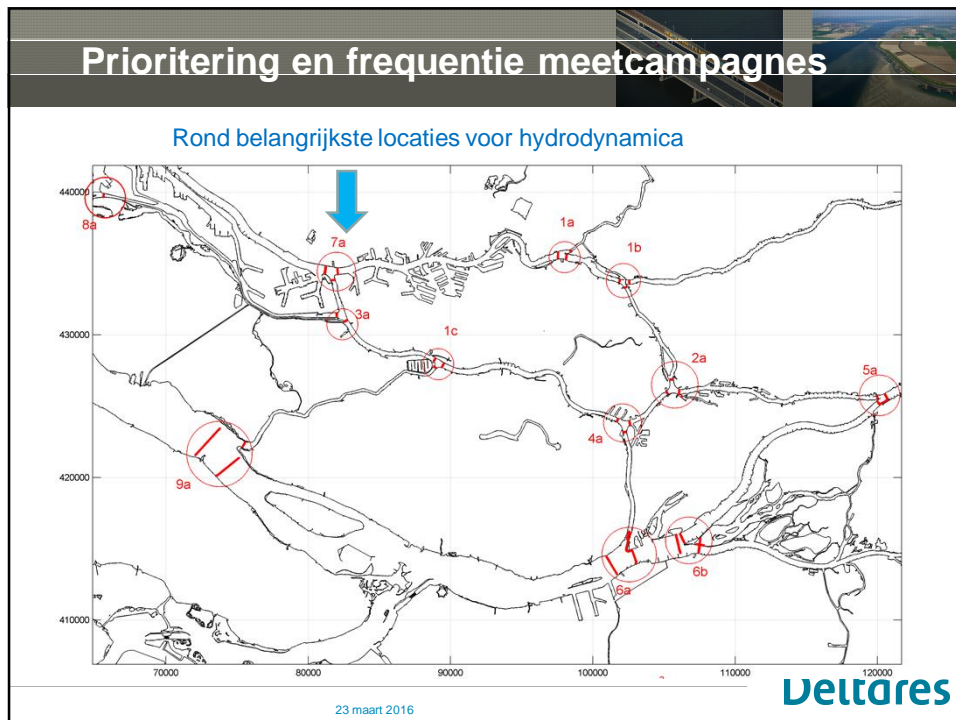 Prioritering en frequentie meetcampagnes
Rond belangrijkste locaties voor hydrodynamica
440000
430000
420000
410000
8a
7a
1a
1b
3a
1c
2a
5a
4a
9a
6a
6b
70000
80000
90000
100000
110000
120000
Deltares
23 maart 2016